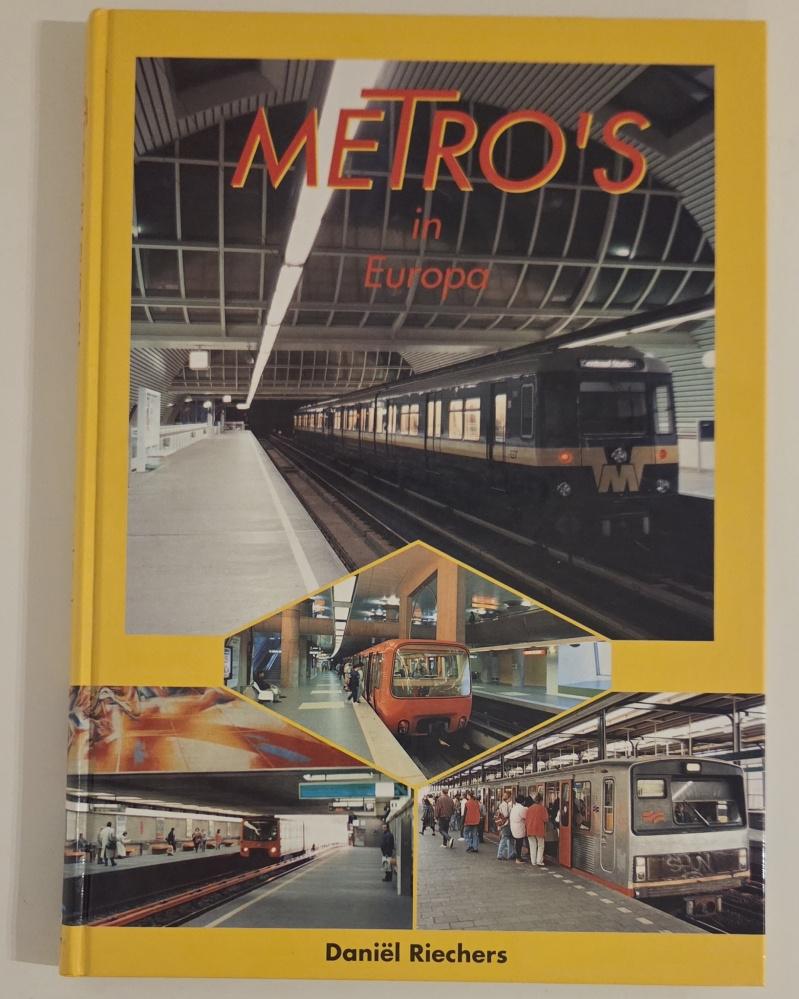 METRO'S
in
Europa
M
Daniël Riechers